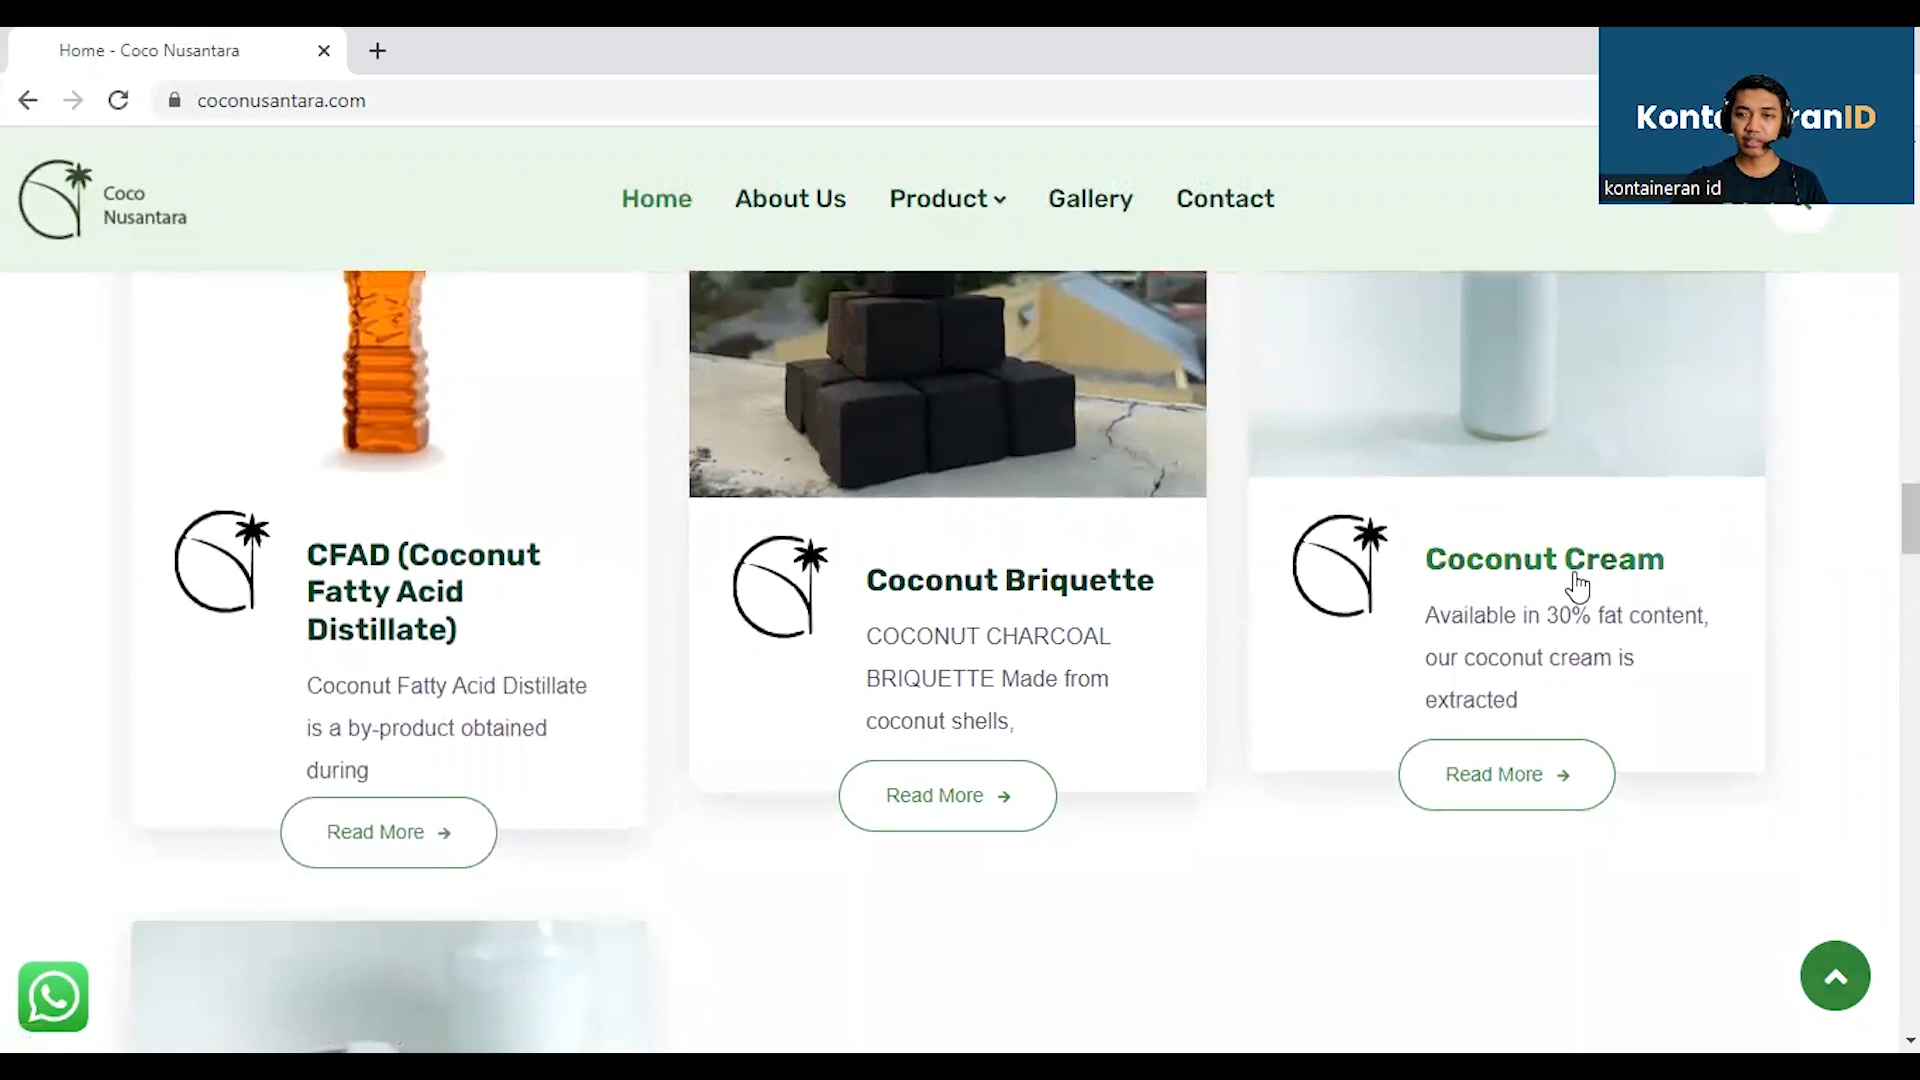 Home - Coco Nusantara
coconusantara.com
Coco
Nusantara
Home
About Us
Product
Gallery
Contact
ranID
kontaineran id
CFAD (Coconut
Fatty Acid
Distillate)
Coconut Fatty Acid Distillate
is a by-product obtained
during
Read More
Coconut Briquette
COCONUT CHARCOAL
BRIQUETTE Made from
coconut shells,
Read More
Coconut Cream
Available in 30% fat content,
our coconut cream is
extracted
Read More